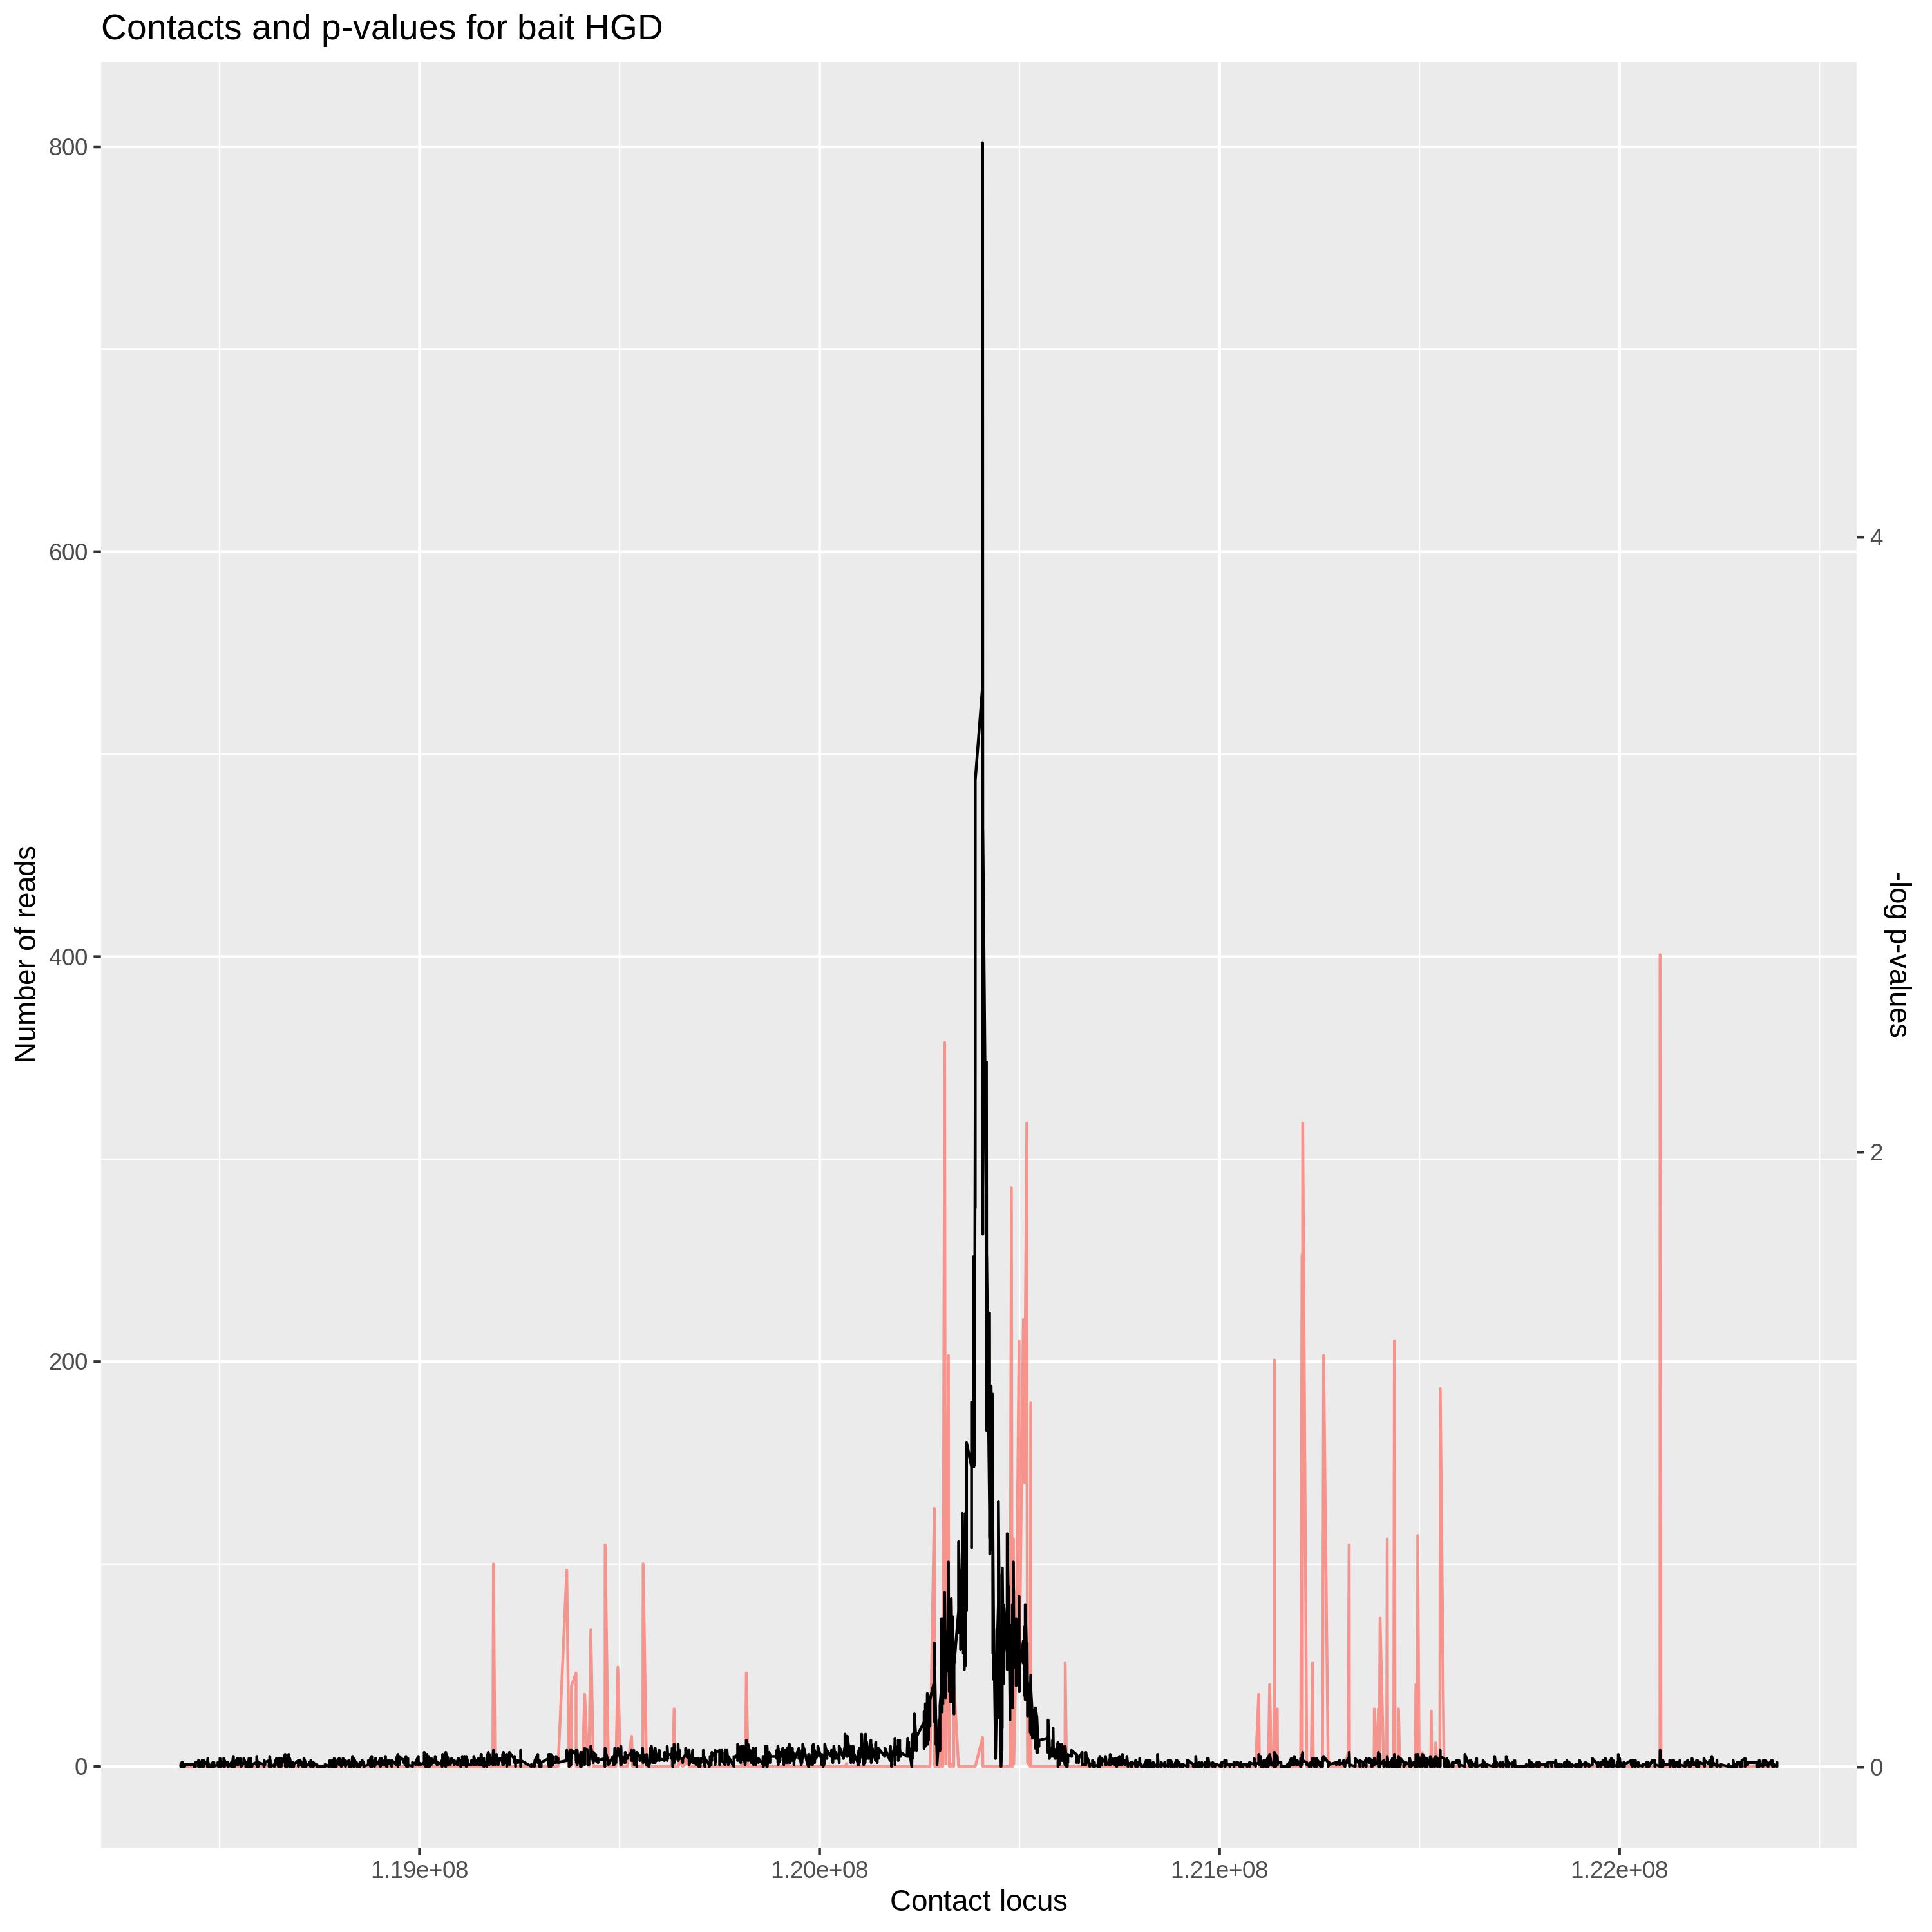 Contacts and p-values for bait HGD
800
600
400
200
0
Number of reads
4
2
0
-log p-values
1.19e+08
1.20e+08
1.21e+08
1.22e+08
Contact locus